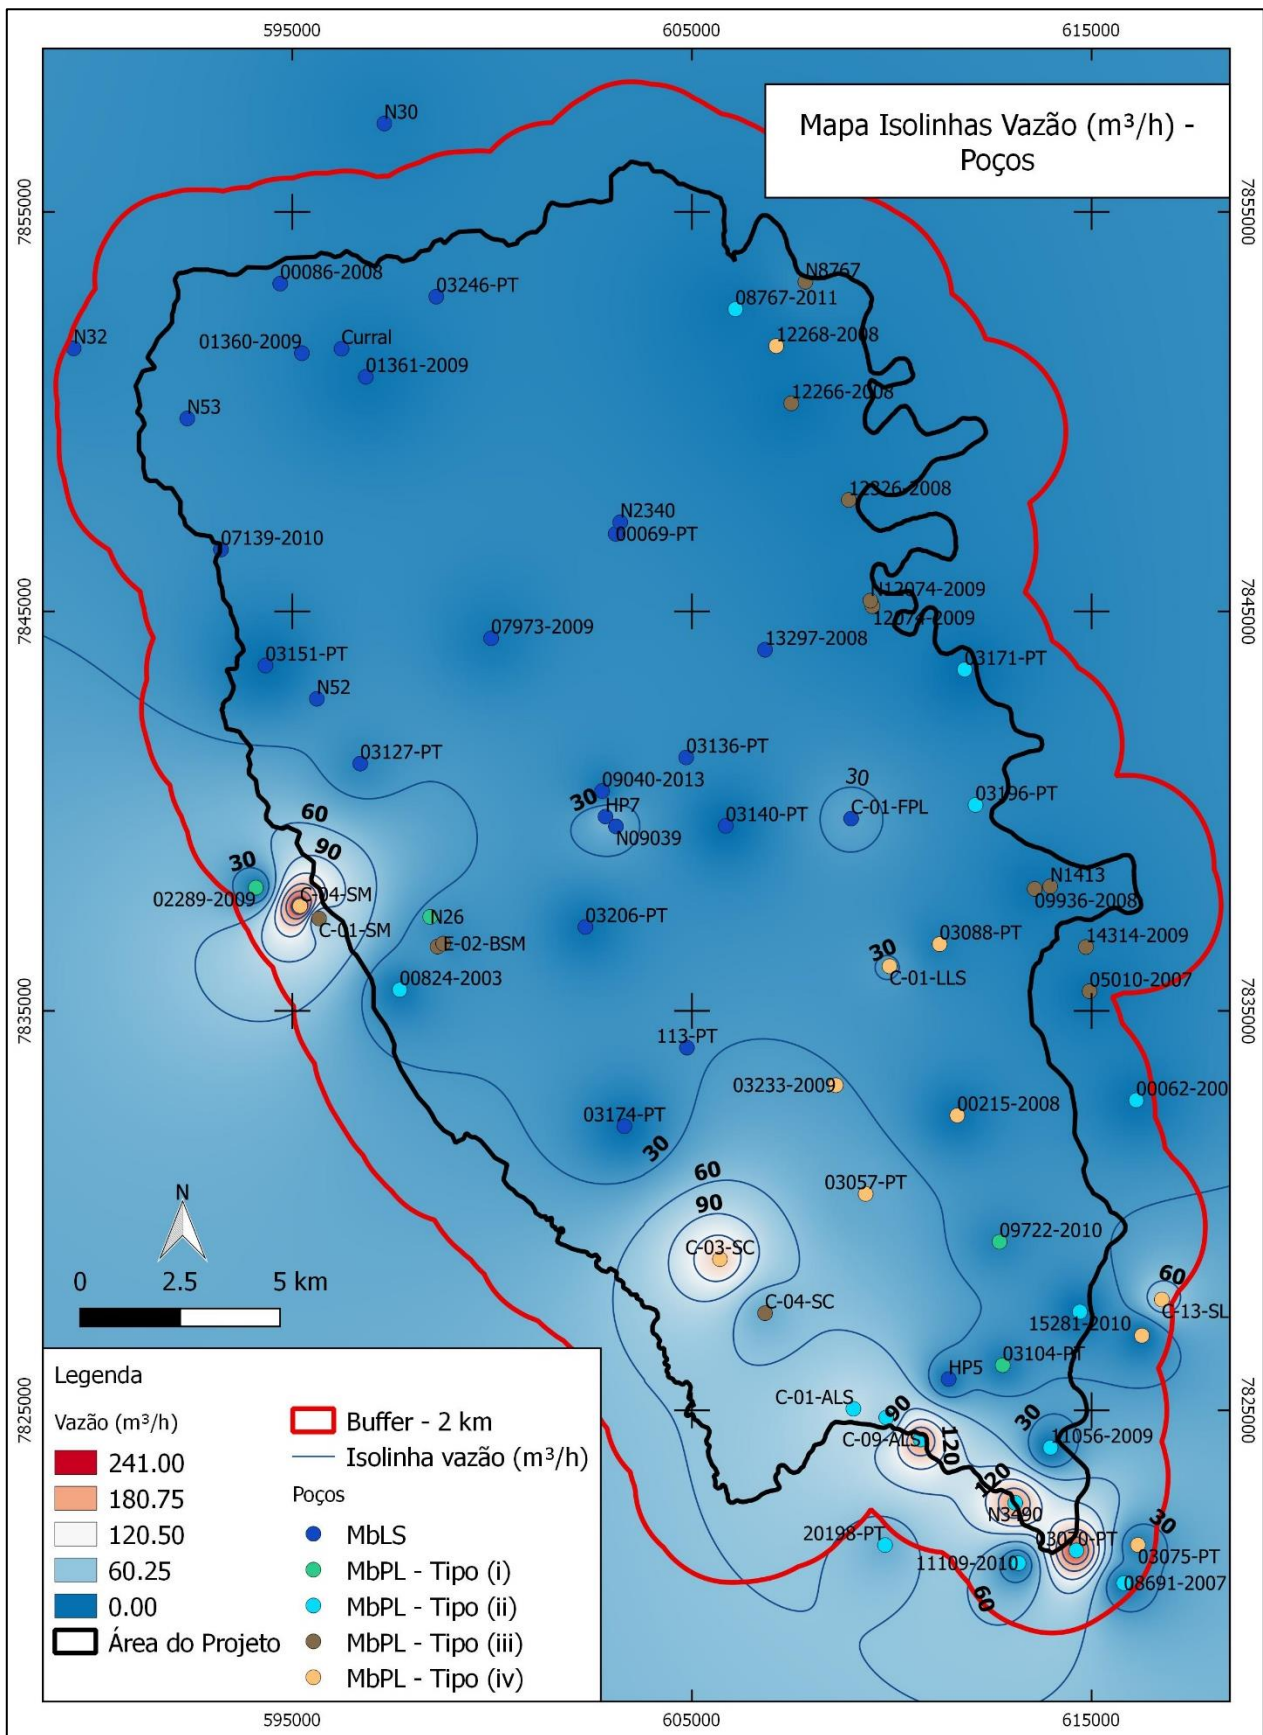 595000
605000
615000
Mapa Isolinhas Vazão (m³/h) -
Poços
N30
7855000
7855000
00086-2008
03246-PT
N8767
08767-2011
N32
01360-2009
Curral
12268-2008
01361-2009
N53
12266-2008
12326-2008
N2340
00069-PT
07139-2010
N12074-2009
12074-2009
7845000
7845000
07973-2009
13297-2008
03151-PT
03171-PT
N52
03127-PT
03136-PT
30
09040-2013
30
HP7
C-01-FPL
03196-PT
60
N09039
03140-PT
90
30
N1413
02289-2009
C-04-SM
09936-2008
C-01-SM
N26
03206-PT
E-02-BSM
03088-PT
14314-2009
30
C-01-LLS
00824-2003
05010-2007
7835000
7835000
113-PT
03233-2009
00062-200
03174-PT
00215-2008
30
60
90
03057-PT
N
C-03-SC
09722-2010
0
2.5
5 km
60
C-04-SC
C-13-SL
15281-2010
03104-PT
HP5
Legenda
Vazão (m³/h)
241.00
180.75
120.50
60.25
0.00
Área do Projeto
Buffer - 2 km
Isolinha vazão (m³/h)
Poços
MbLS
MbPL - Tipo (i)
MbPL - Tipo (ii)
MbPL - Tipo (iii)
MbPL - Tipo (iv)
C-01-ALS
90
30
7825000
7825000
C-09-ALS
120
11056-2009
120
N3490
20198-PT
03070-PT
30
03075-PT
11109-2010
08691-2007
60
595000
605000
615000